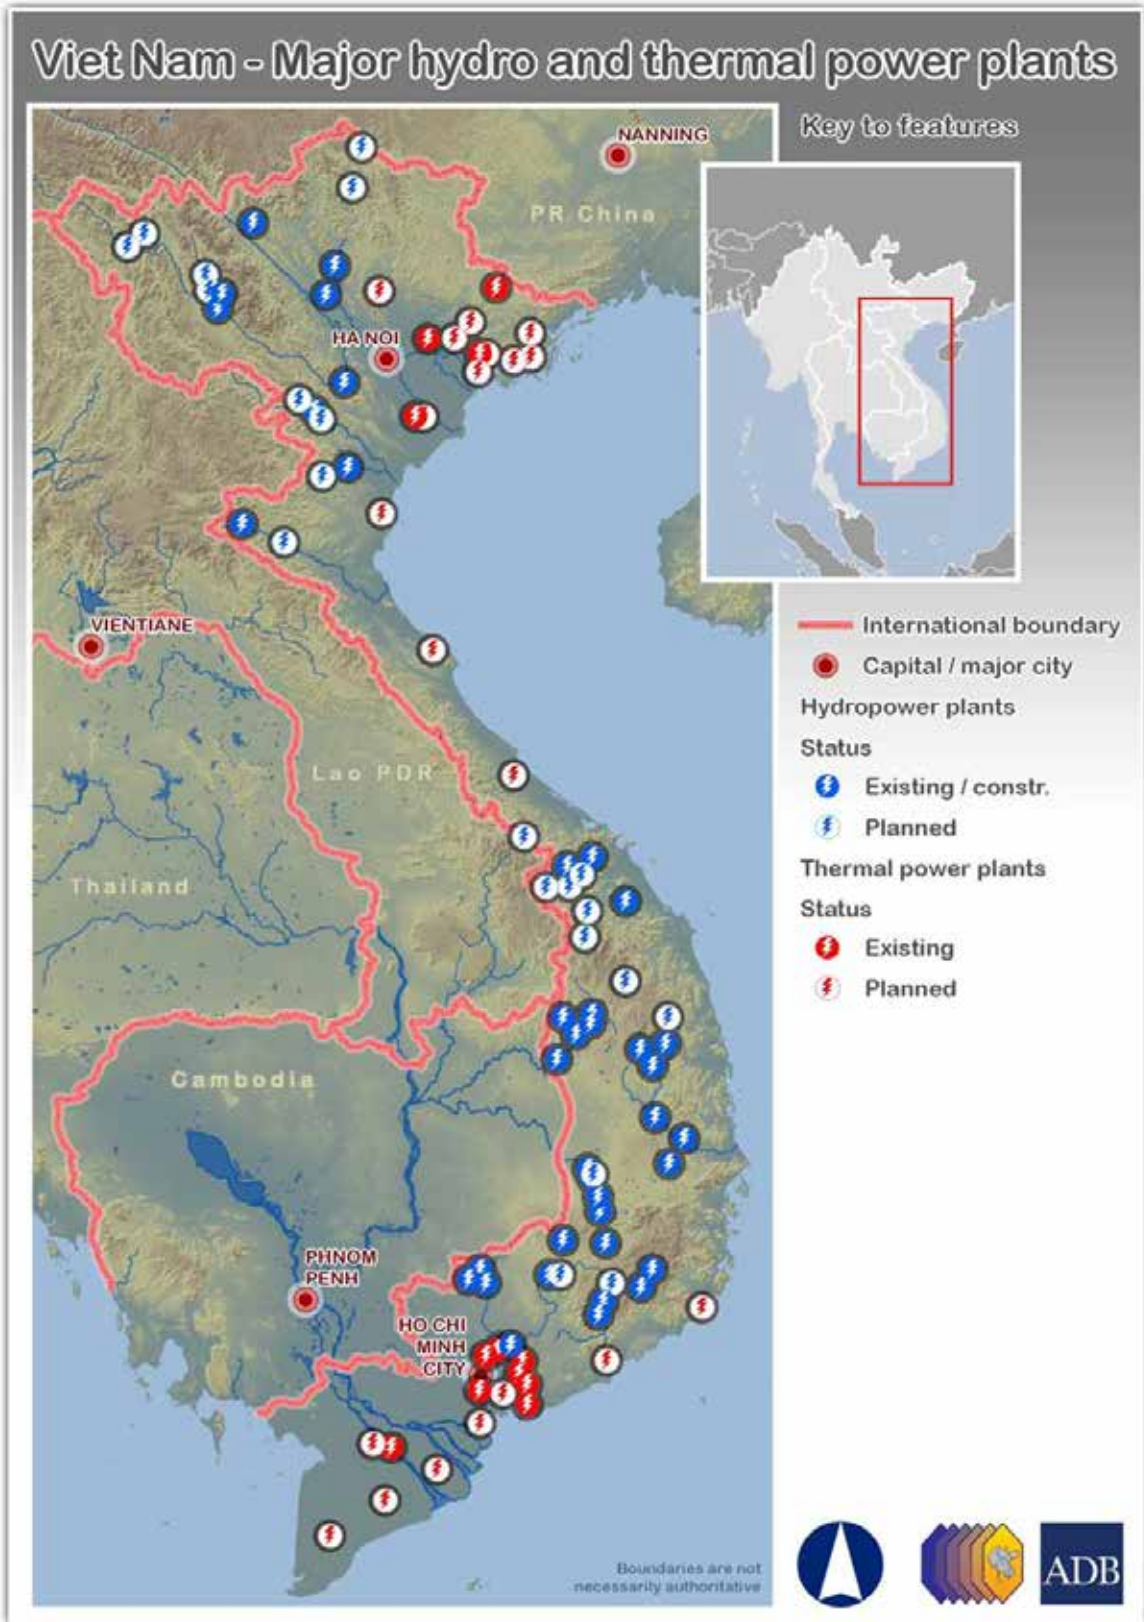 Viet Nam - Major hydro and thermal power plants
Key to features
NANNING
PR China
HA NOI
VIENTIANE
Lao PDR
Thailand
Cambodia
PHNOM
PENH
HO CHI
MINH
CITY
Boundaries are not
necessarily authoritative
International boundary
Capital / major city
Hydropower plants
Status
Existing / constr.
Planned
Thermal power plants
Status
Existing
Planned
ADB